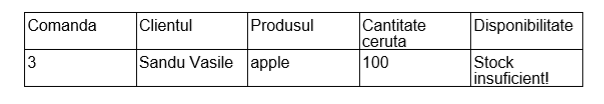 Comanda Clientul Produsul Cantitate ceruta Disponibilitate
3 Sandu Vasile apple 100 Stock insuficient!